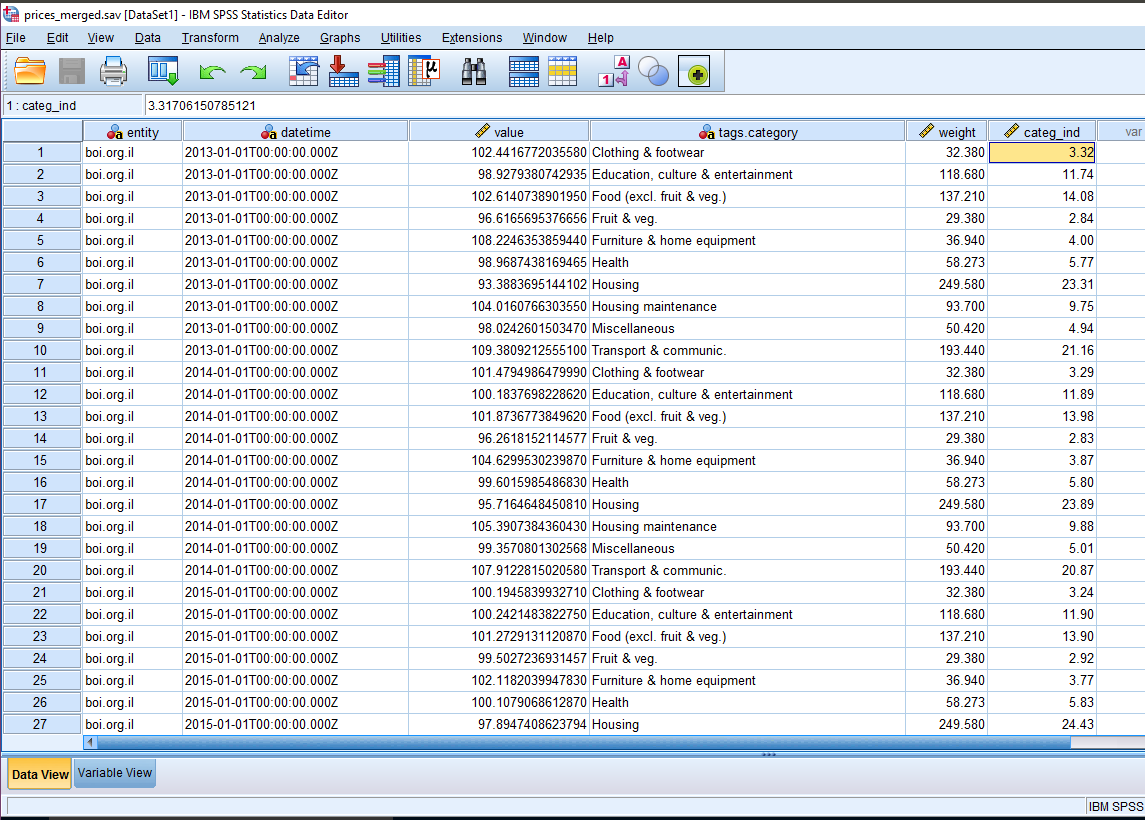 prices_merged.sav [DataSet1] - IBM SPSS Statistics Data Editor
File Edit View Data Transform Analyze Graphs Utilities Extensions Window Help
1 : categ_ind 3.31706150785121
entity datetime value tags.category weight categ_ind var
1 boi.org.il 2013-01-01T00:00:00.000Z 102.4416772035580 Clothing & footwear 32.380 3.32
2 boi.org.il 2013-01-01T00:00:00.000Z 98.9279380742935 Education, culture & entertainment 118.680 11.74
3 boi.org.il 2013-01-01T00:00:00.000Z 102.6140738901950 Food (excl. fruit & veg.) 137.210 14.08
4 boi.org.il 2013-01-01T00:00:00.000Z 96.6165695376656 Fruit & veg. 29.380 2.84
5 boi.org.il 2013-01-01T00:00:00.000Z 108.2246353859440 Furniture & home equipment 36.940 4.00
6 boi.org.il 2013-01-01T00:00:00.000Z 98.9687438169465 Health 58.273 5.77
7 boi.org.il 2013-01-01T00:00:00.000Z 93.3883695144102 Housing 249.580 23.31
8 boi.org.il 2013-01-01T00:00:00.000Z 104.0160766303550 Housing maintenance 93.700 9.75
9 boi.org.il 2013-01-01T00:00:00.000Z 98.0242601503470 Miscellaneous 50.420 4.94
10 boi.org.il 2013-01-01T00:00:00.000Z 109.3809212555100 Transport & communic. 193.440 21.16
11 boi.org.il 2014-01-01T00:00:00.000Z 101.4794986479990 Clothing & footwear 32.380 3.29
12 boi.org.il 2014-01-01T00:00:00.000Z 100.1837698228620 Education, culture & entertainment 118.680 11.89
13 boi.org.il 2014-01-01T00:00:00.000Z 101.8736773849620 Food (excl. fruit & veg.) 137.210 13.98
14 boi.org.il 2014-01-01T00:00:00.000Z 96.2618152114577 Fruit & veg. 29.380 2.83
15 boi.org.il 2014-01-01T00:00:00.000Z 104.6299530239870 Furniture & home equipment 36.940 3.87
16 boi.org.il 2014-01-01T00:00:00.000Z 99.6015985486830 Health 58.273 5.80
17 boi.org.il 2014-01-01T00:00:00.000Z 95.7164648450810 Housing 249.580 23.89
18 boi.org.il 2014-01-01T00:00:00.000Z 105.3907384360430 Housing maintenance 93.700 9.88
19 boi.org.il 2014-01-01T00:00:00.000Z 99.3570801302568 Miscellaneous 50.420 5.01
20 boi.org.il 2014-01-01T00:00:00.000Z 107.9122815020580 Transport & communic. 193.440 20.87
21 boi.org.il 2015-01-01T00:00:00.000Z 100.1945839932710 Clothing & footwear 32.380 3.24
22 boi.org.il 2015-01-01T00:00:00.000Z 100.2421483822750 Education, culture & entertainment 118.680 11.90
23 boi.org.il 2015-01-01T00:00:00.000Z 101.2729131120870 Food (excl. fruit & veg.) 137.210 13.90
24 boi.org.il 2015-01-01T00:00:00.000Z 99.5027236931457 Fruit & veg. 29.380 2.92
25 boi.org.il 2015-01-01T00:00:00.000Z 102.1182039947830 Furniture & home equipment 36.940 3.77
26 boi.org.il 2015-01-01T00:00:00.000Z 100.1079068612870 Health 58.273 5.83
27 boi.org.il 2015-01-01T00:00:00.000Z 97.8947408623794 Housing 249.580 24.43
Data View Variable View
IBM SPSS